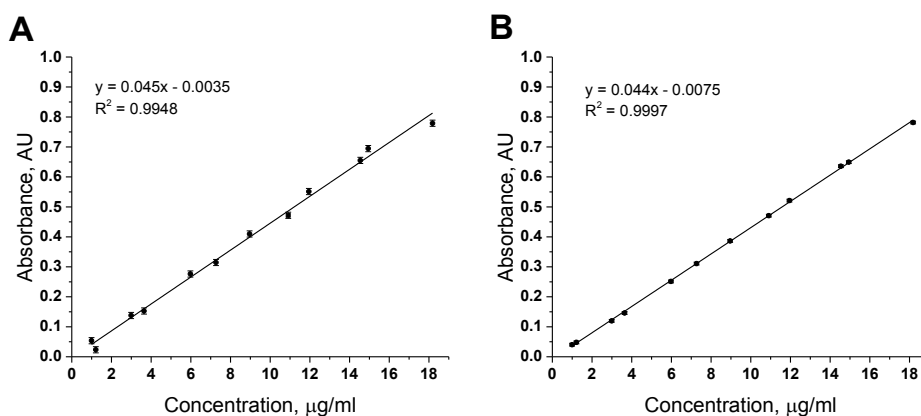 A
y = 0.045x - 0.0035
R² = 0.9948
Absorbance, AU
1.0
0.9
0.8
0.7
0.6
0.5
0.4
0.3
0.2
0.1
0.0
0 2 4 6 8 10 12 14 16 18
Concentration, μg/ml
B
y = 0.044x - 0.0075
R² = 0.9997
Absorbance, AU
1.0
0.9
0.8
0.7
0.6
0.5
0.4
0.3
0.2
0.1
0.0
0 2 4 6 8 10 12 14 16 18
Concentration, μg/ml